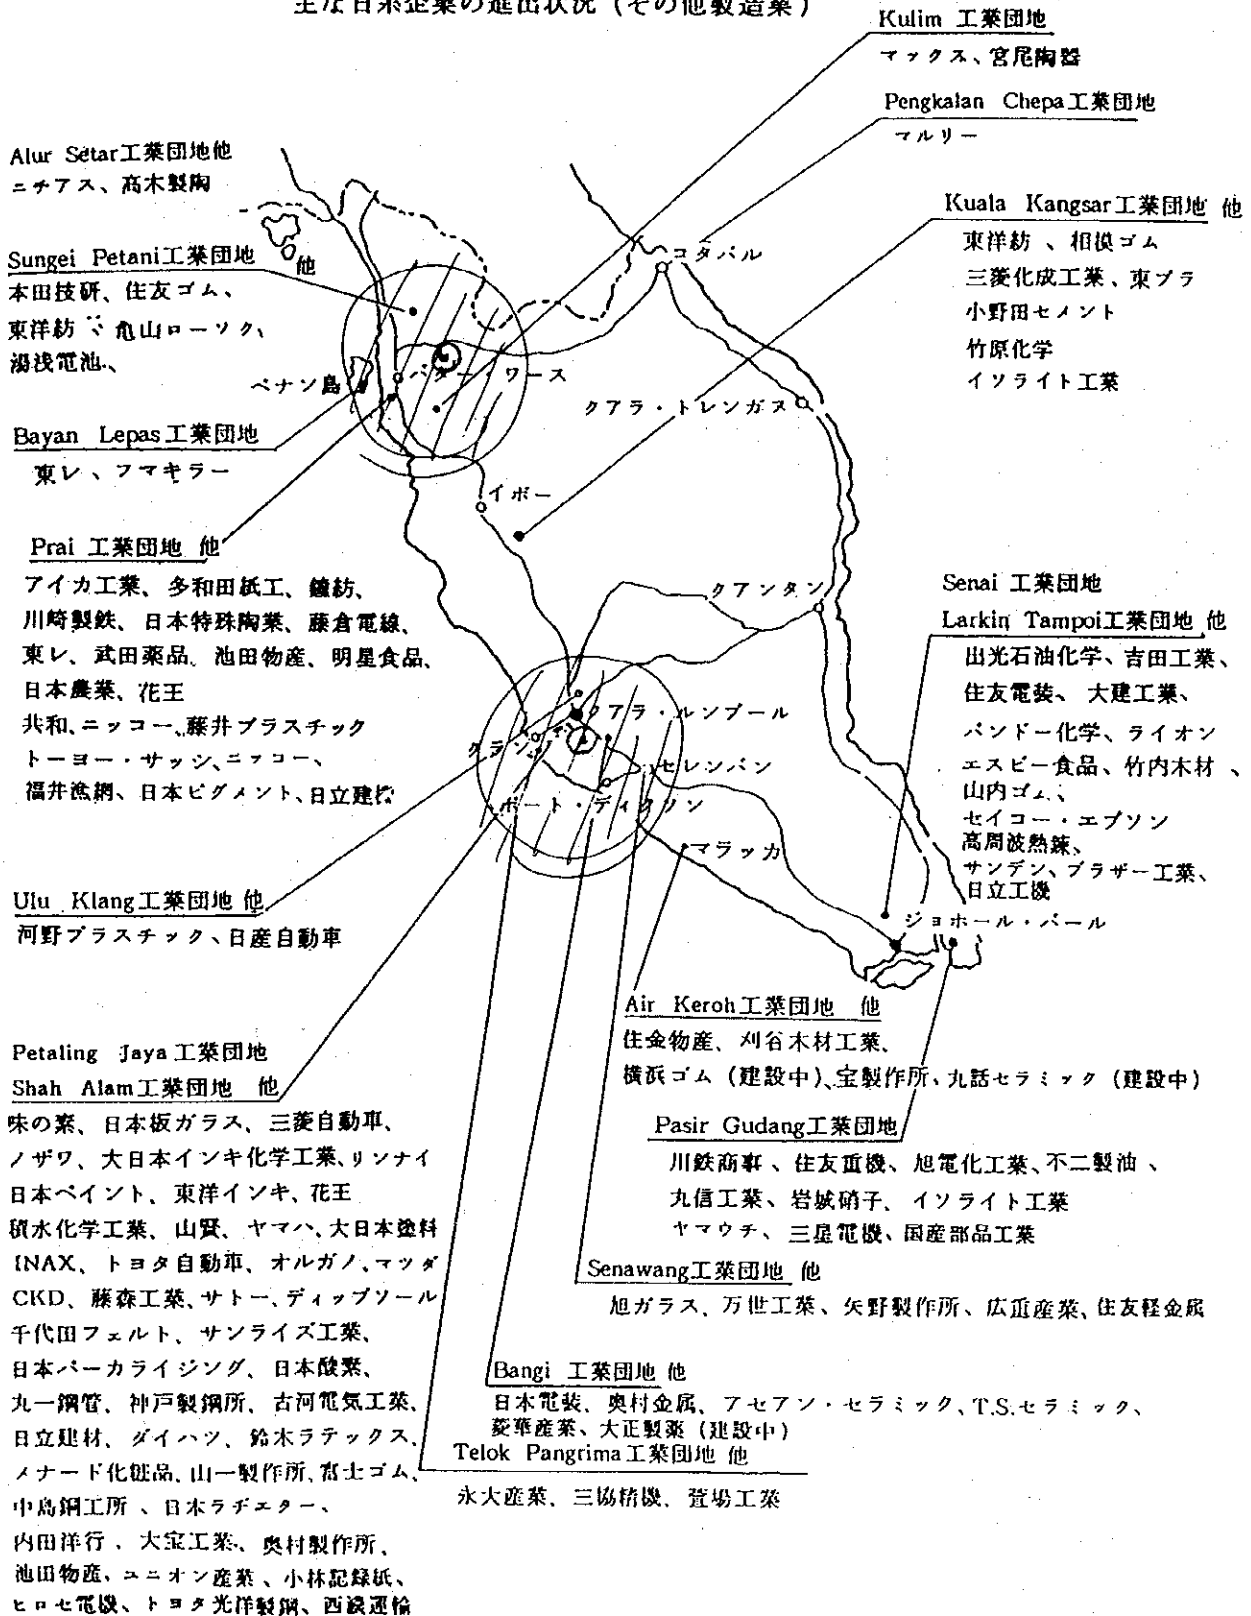 主な日系企業の進出状況（その他製造業）
Kulim 工業団地
マックス、宮尾陶器
Pengkalan Chepa工業団地
マルリー
Alur Setar工業団地他
ニチアス、高木製陶
Kuala Kangsar工業団地 他
東洋紡 、相模ゴム
三菱化成工業、東プラ
小野田セメント
竹原化学
イソライト工業
Sungei Petani工業団地 他
本田技研、住友ゴム、
東洋紡、亀山ローソク、
湯浅電池、
コタバル
ペナン島
バターワース
クアラ・トレンガヌ
Bayan Lepas工業団地
東レ、フマキラー
イポー
Prai 工業団地 他
アイカ工業、多和田紙工、鐘紡、
川崎製鉄、日本特殊陶業、藤倉電線、
東レ、武田薬品、池田物産、明星食品、
日本農薬、花王
共和、ニッコー、藤井プラスチック
トーヨー・サッシ、ニッコー、
福井漁網、日本ピグメント、日立建機
クアンタン
Senai 工業団地
Larkin Tampoi工業団地 他
出光石油化学、吉田工業、
住友電装、大建工業、
バンドー化学、ライオン
エスビー食品、竹内木材 、
山内ゴム、
セイコー・エプソン
高周波熱錬、
サンデン、ブラザー工業、
日立工機
クアラ・ルンプール
クラン
セレンバン
ポート・ディクソン
マラッカ
ジョホール・バール
Ulu Klang工業団地 他
河野プラスチック、日産自動車
Air Keroh工業団地 他
住金物産、刈谷木材工業、
横浜ゴム（建設中）、宝製作所、丸話セラミック（建設中）
Petaling Jaya 工業団地
Shah Alam工業団地 他
味の素、日本板ガラス、三菱自動車、
ノザワ、大日本インキ化学工業、リンナイ
日本ペイント、東洋インキ、花王
積水化学工業、山賢、ヤマハ、大日本塗料
INAX、トヨタ自動車、オルガノ、マツダ
CKD、藤森工業、サトー、ディップソール
千代田フェルト、サンライズ工業、
日本パーカライジング、日本酸素、
丸一鋼管、神戸製鋼所、古河電気工業、
日立建材、ダイハツ、鈴木ラテックス、
メナード化粧品、山一製作所、富士ゴム、
中島鋼工所 、日本ラヂエター、
内田洋行 、大宝工業、奥村製作所、
池田物産、ユニオン産業 、小林記録紙、
ヒロセ電機、トヨタ光洋製鋼、西濃運輸
Pasir Gudang工業団地
川鉄商事 、住友重機、旭電化工業、不二製油 、
丸信工業、岩城硝子、イソライト工業
ヤマウチ、三星電機、国産部品工業
Senawang工業団地 他
旭ガラス、万世工業、矢野製作所、広重産業、住友軽金属
Bangi 工業団地 他
日本電装、奥村金属、アセアン・セラミック、T.S.セラミック、
菱華産業、大正製薬（建設中）
Telok Pangrima工業団地 他
永大産業、三協精機、萱場工業